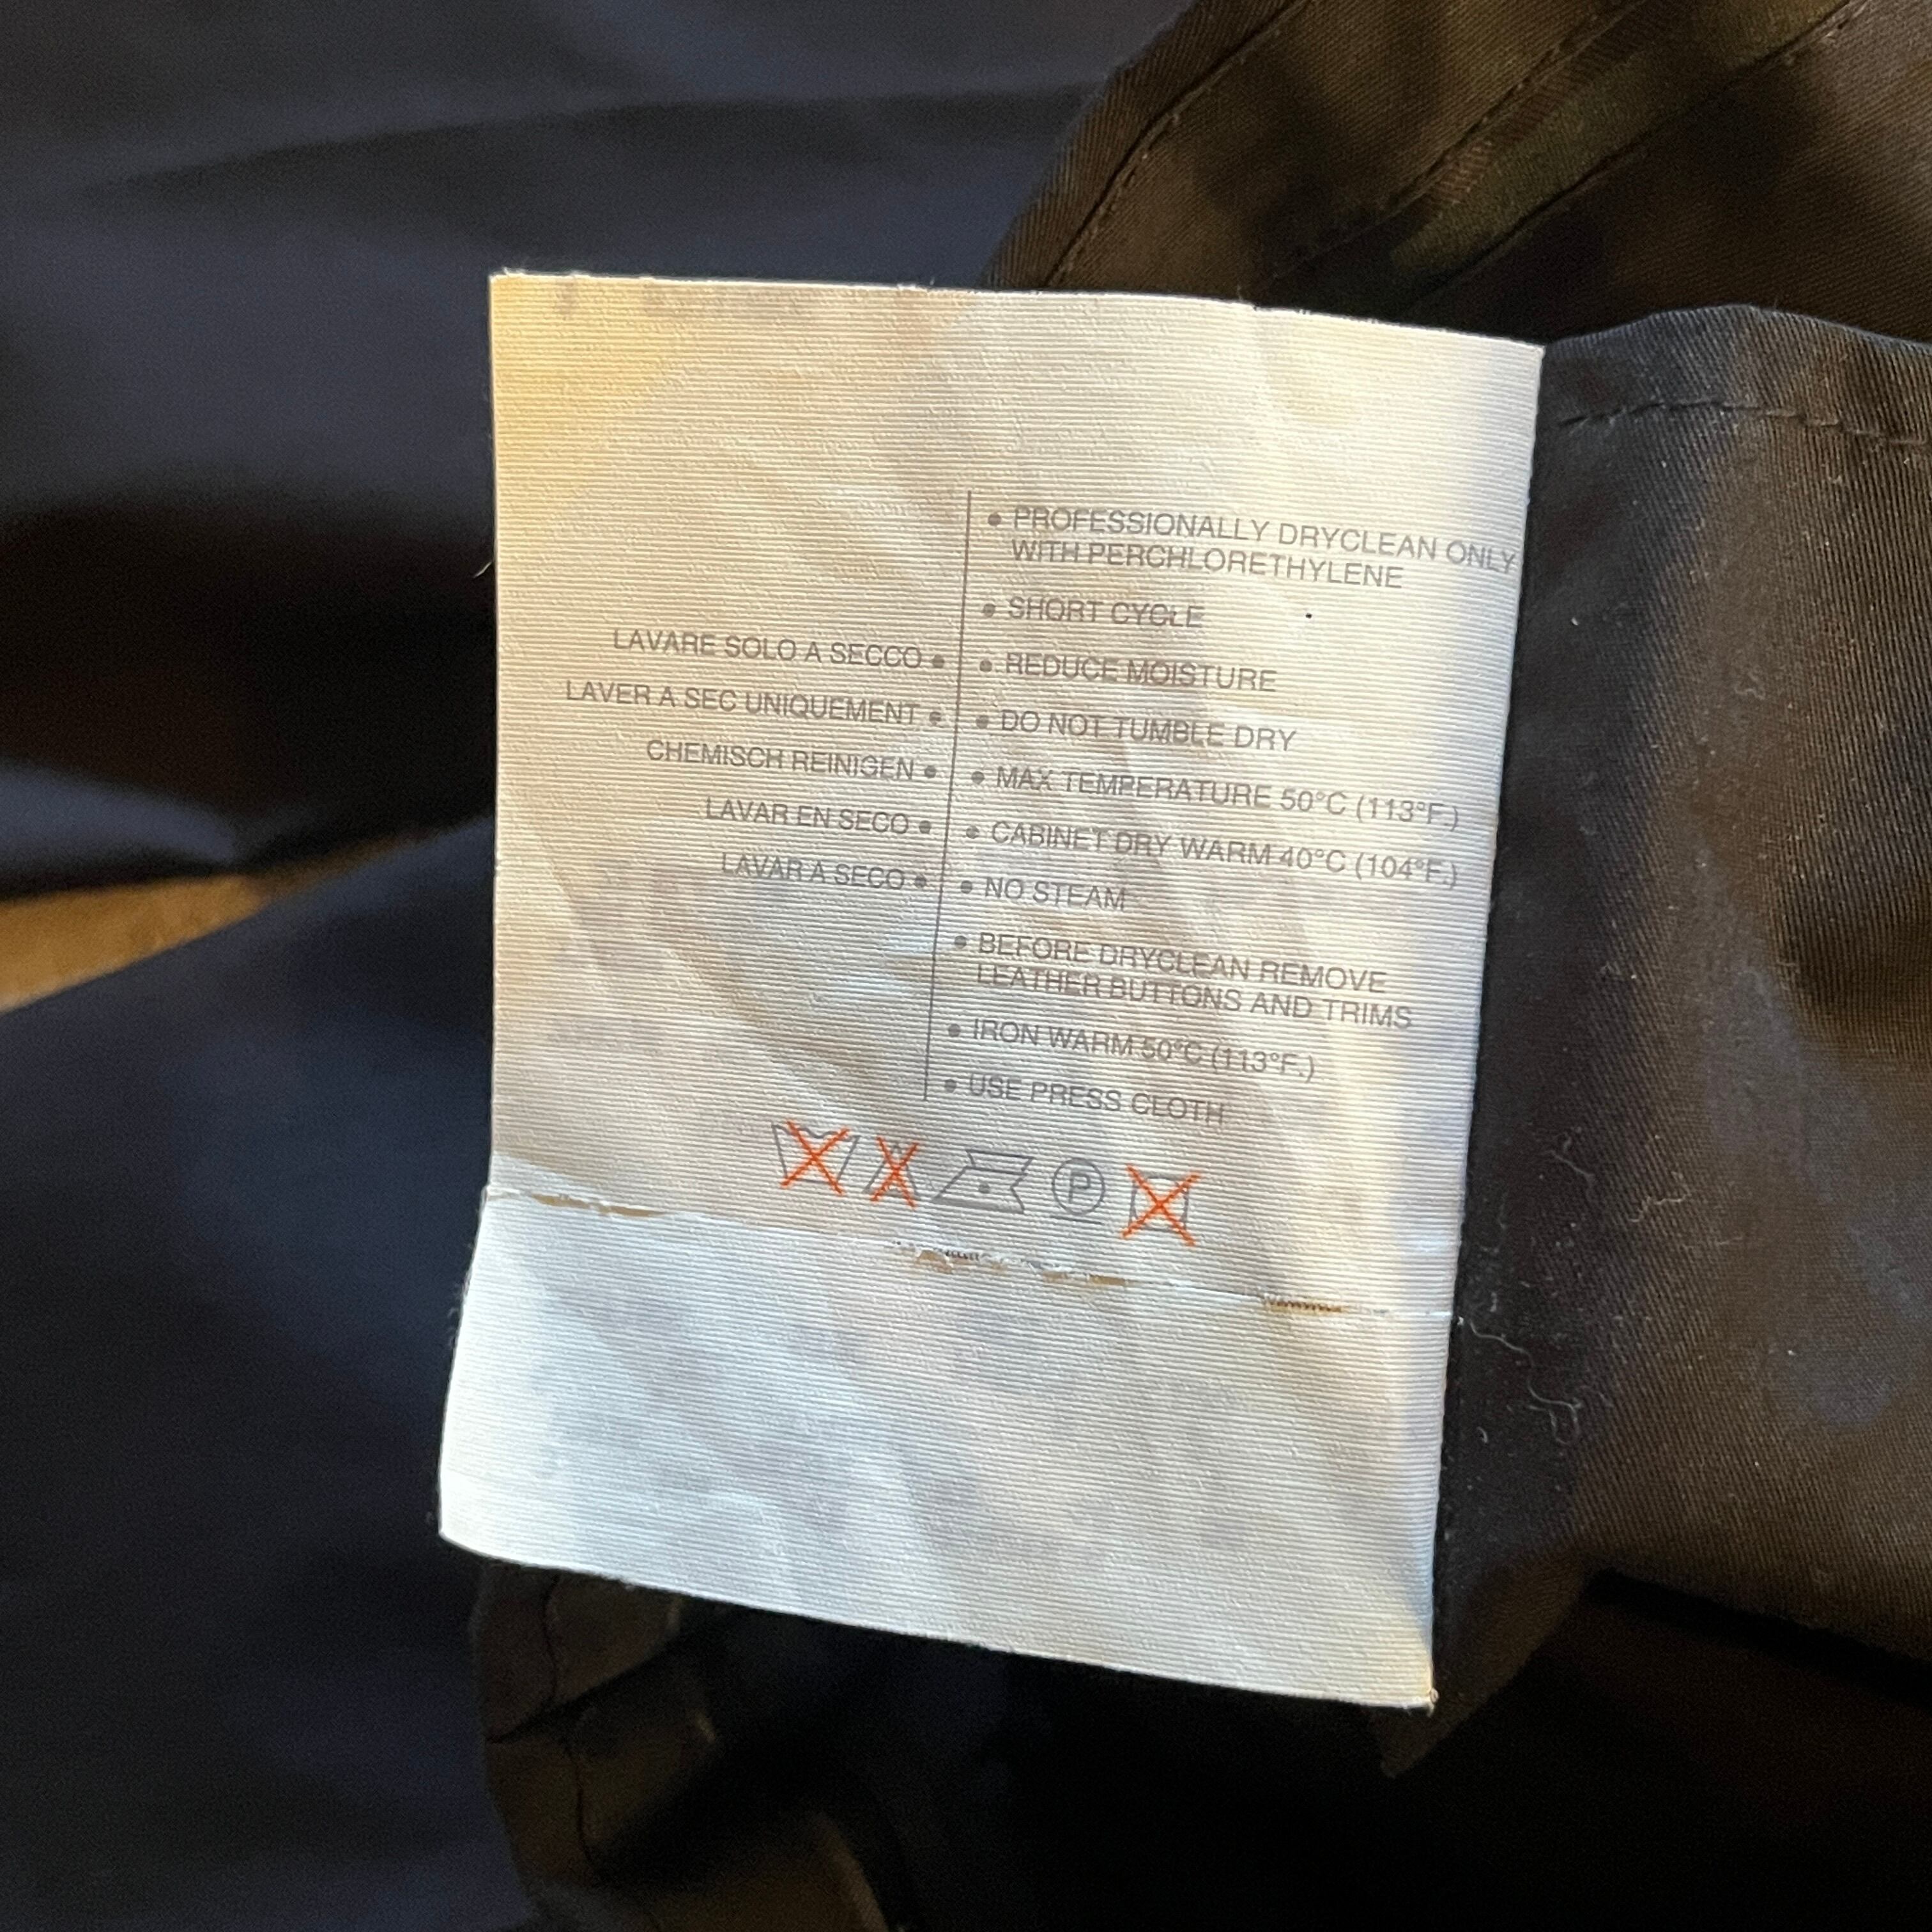 LAVARE SOLO A SECCO •
LAVER A SEC UNIQUEMENT •
CHEMISCH REINIGEN •
LAVAR EN SECO •
LAVAR A SECO •
• PROFESSIONALLY DRYCLEAN ONLY
WITH PERCHLORETHYLENE
• SHORT CYCLE
• REDUCE MOISTURE
• DO NOT TUMBLE DRY
• MAX TEMPERATURE 50°C (113°F.)
• CABINET DRY WARM 40°C (104°F.)
• NO STEAM
• BEFORE DRYCLEAN REMOVE
LEATHER BUTTONS AND TRIMS
• IRON WARM 50°C (113°F.)
• USE PRESS CLOTH
P